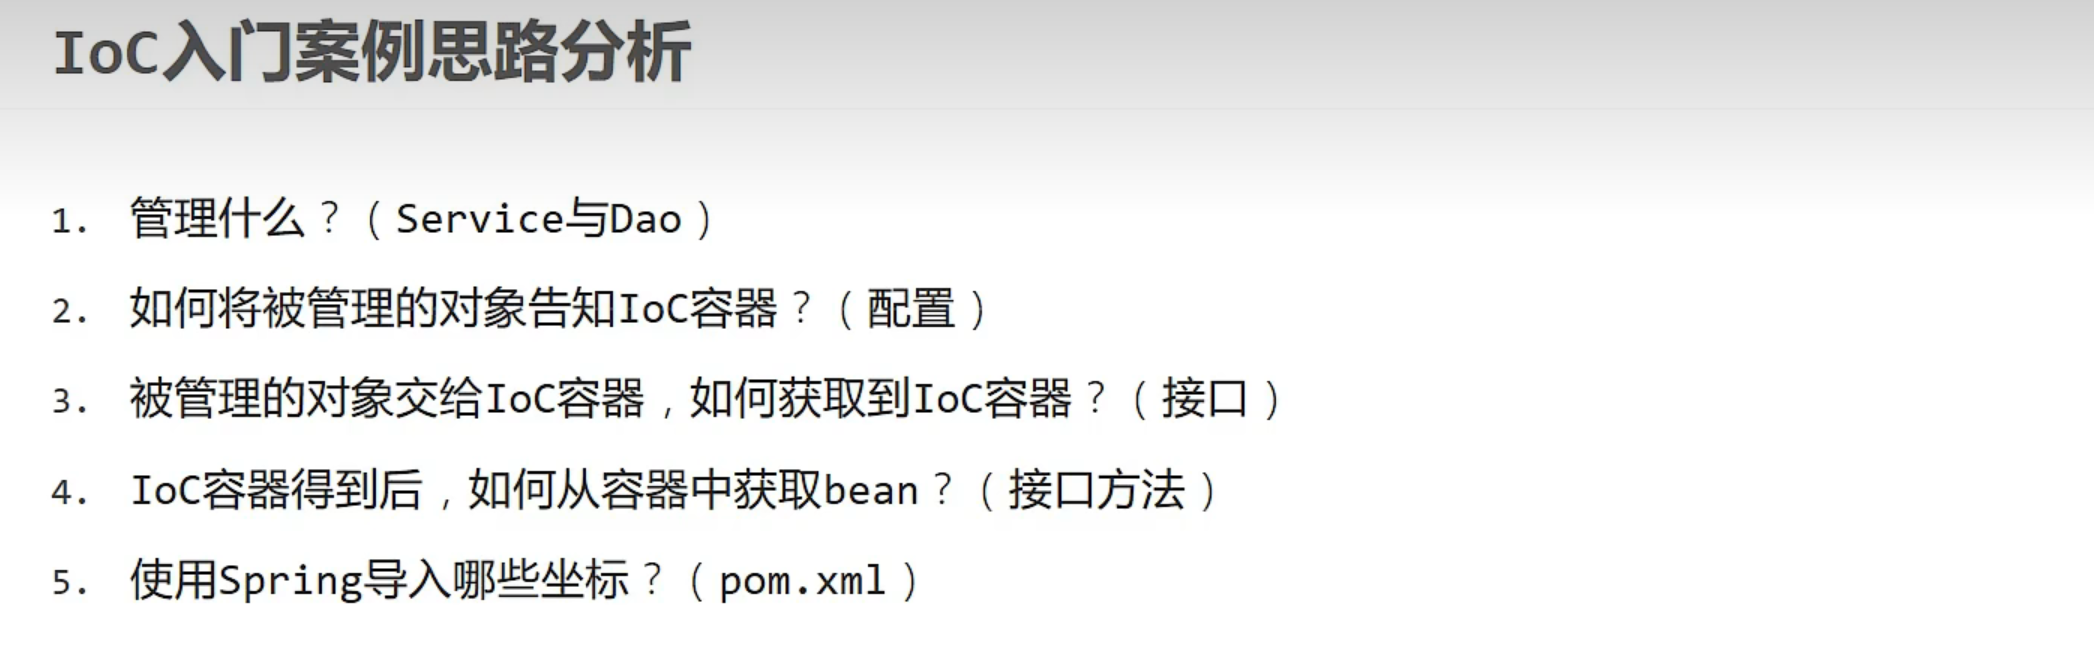 IoC入门案例思路分析
1. 管理什么？（Service与Dao）
2. 如何将被管理的对象告知IoC容器？（配置）
3. 被管理的对象交给IoC容器，如何获取到IoC容器？（接口）
4. IoC容器得到后，如何从容器中获取bean？（接口方法）
5. 使用Spring导入哪些坐标？（pom.xml）